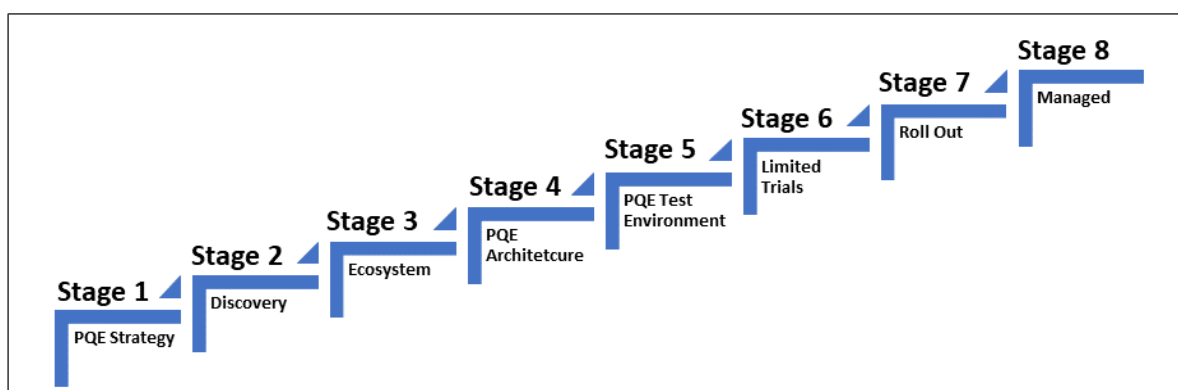 Stage 1
PQE Strategy
Stage 2
Discovery
Stage 3
Ecosystem
Stage 4
PQE
Architetcure
Stage 5
PQE Test
Environment
Stage 6
Limited
Trials
Stage 7
Roll Out
Stage 8
Managed